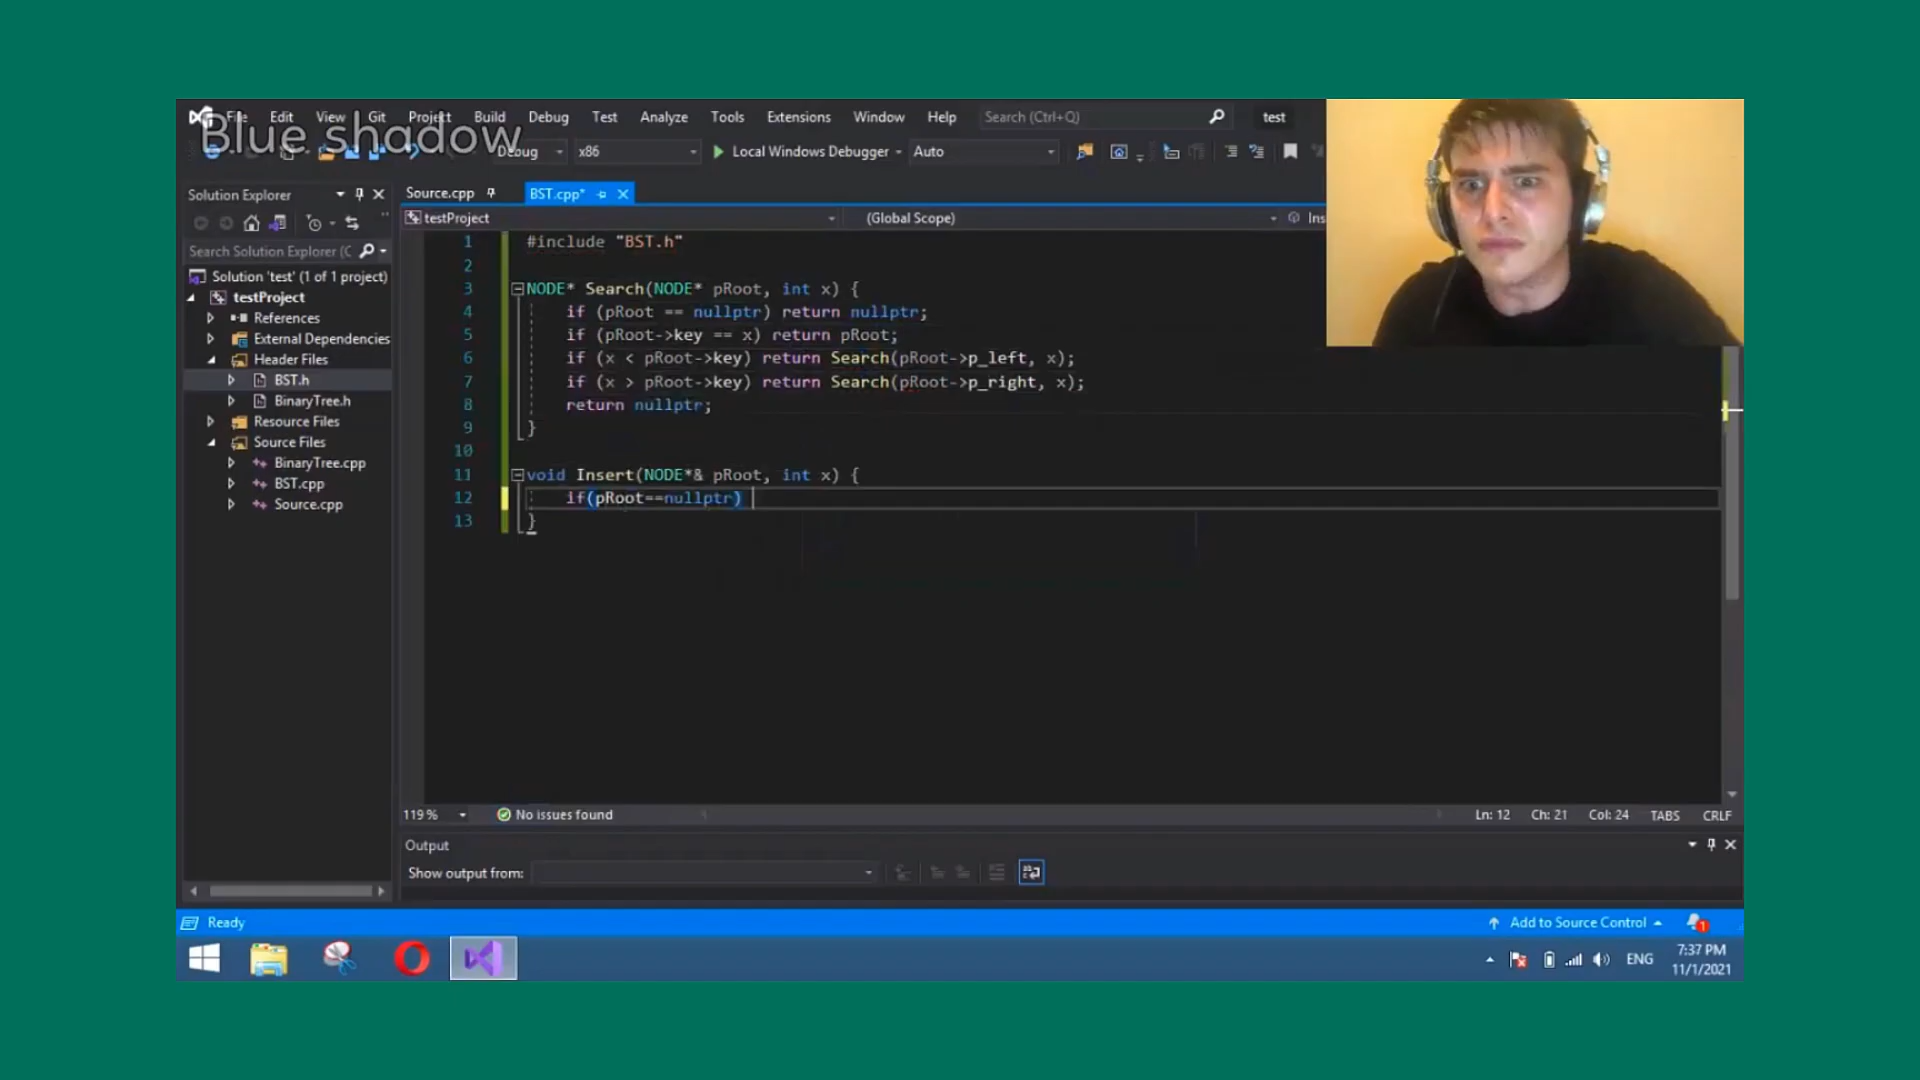 Blue shadow
File Edit View Git Project Build Debug Test Analyze Tools Extensions Window Help Search (Ctrl+Q) test
Debug x86 Local Windows Debugger Auto
Solution Explorer
Source.cpp BST.cpp*
testProject (Global Scope) Ins
Search Solution Explorer (C
Solution 'test' (1 of 1 project)
testProject
References
External Dependencies
Header Files
BST.h
BinaryTree.h
Resource Files
Source Files
BinaryTree.cpp
BST.cpp
Source.cpp
1 #include "BST.h"
2
3 NODE* Search(NODE* pRoot, int x) {
4 if (pRoot == nullptr) return nullptr;
5 if (pRoot->key == x) return pRoot;
6 if (x < pRoot->key) return Search(pRoot->p_left, x);
7 if (x > pRoot->key) return Search(pRoot->p_right, x);
8 return nullptr;
9 }
10
11 void Insert(NODE*& pRoot, int x) {
12 if(pRoot==nullptr)
13 }
119 % No issues found Ln: 12 Ch: 21 Col: 24 TABS CRLF
Output
Show output from:
Ready Add to Source Control 1
ENG 7:37 PM
11/1/2021